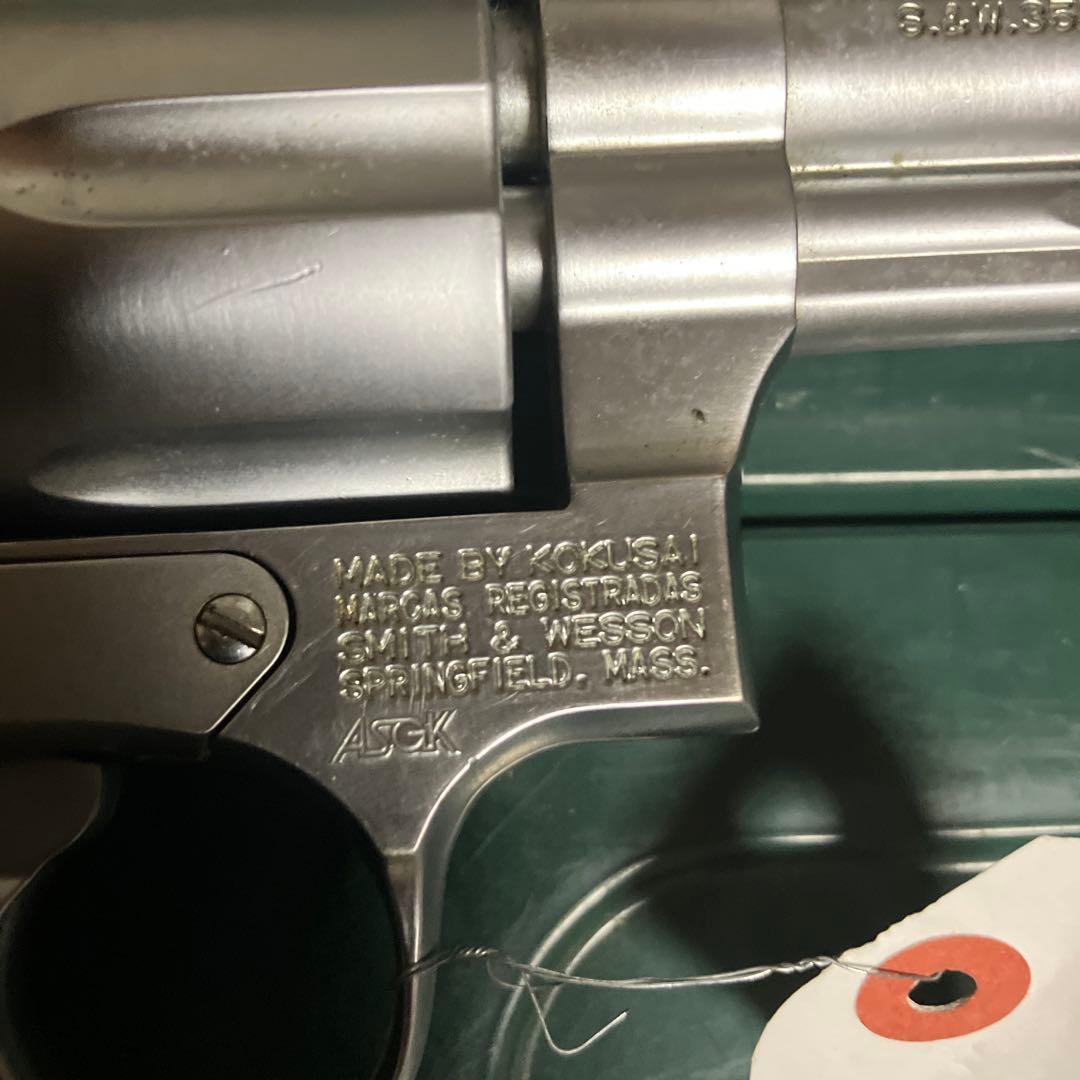 S.&W.35
MADE BY KOKUSAI
MARCAS REGISTRADAS
SMITH & WESSON
SPRINGFIELD. MASS.
ASGK